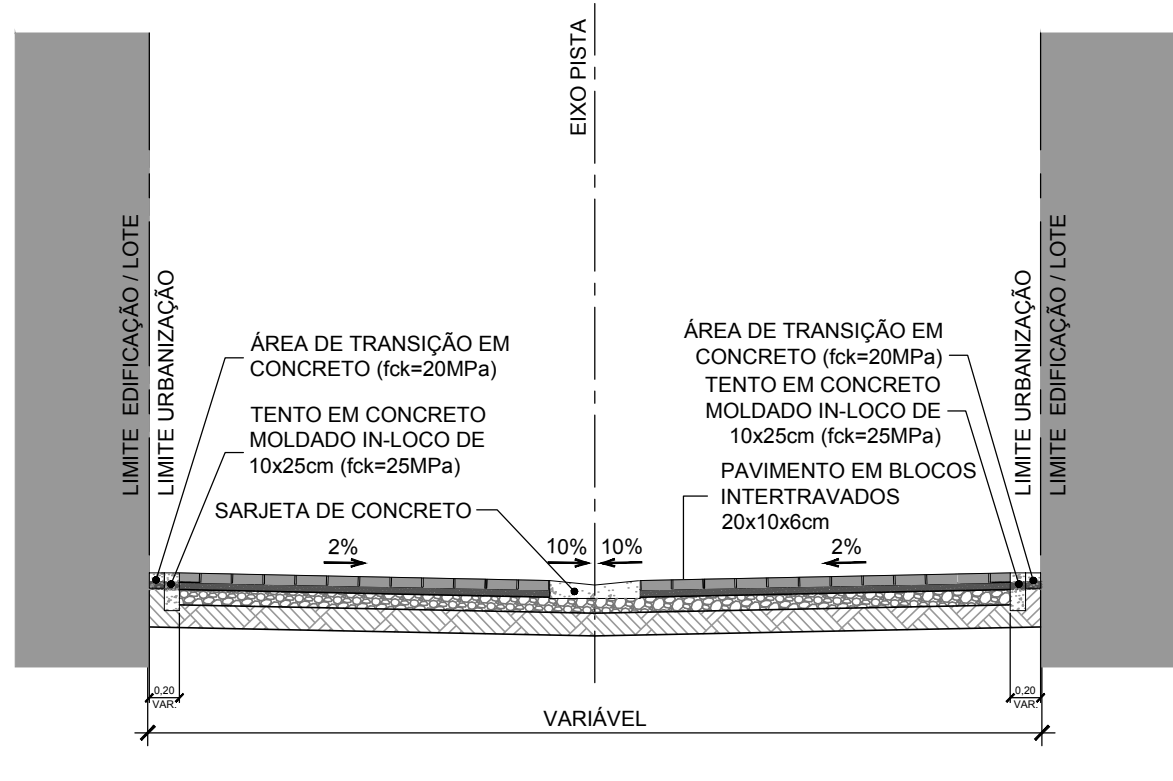 EIXO PISTA
LIMITE EDIFICAÇÃO / LOTE
LIMITE URBANIZAÇÃO
ÁREA DE TRANSIÇÃO EM
CONCRETO (fck=20MPa)
TENTO EM CONCRETO
MOLDADO IN-LOCO DE
10x25cm (fck=25MPa)
SARJETA DE CONCRETO
ÁREA DE TRANSIÇÃO EM
CONCRETO (fck=20MPa)
TENTO EM CONCRETO
MOLDADO IN-LOCO DE
10x25cm (fck=25MPa)
PAVIMENTO EM BLOCOS
INTERTRAVADOS
20x10x6cm
LIMITE URBANIZAÇÃO
LIMITE EDIFICAÇÃO / LOTE
2%
10%
10%
2%
0,20
VAR.
0,20
VAR.
VARIÁVEL